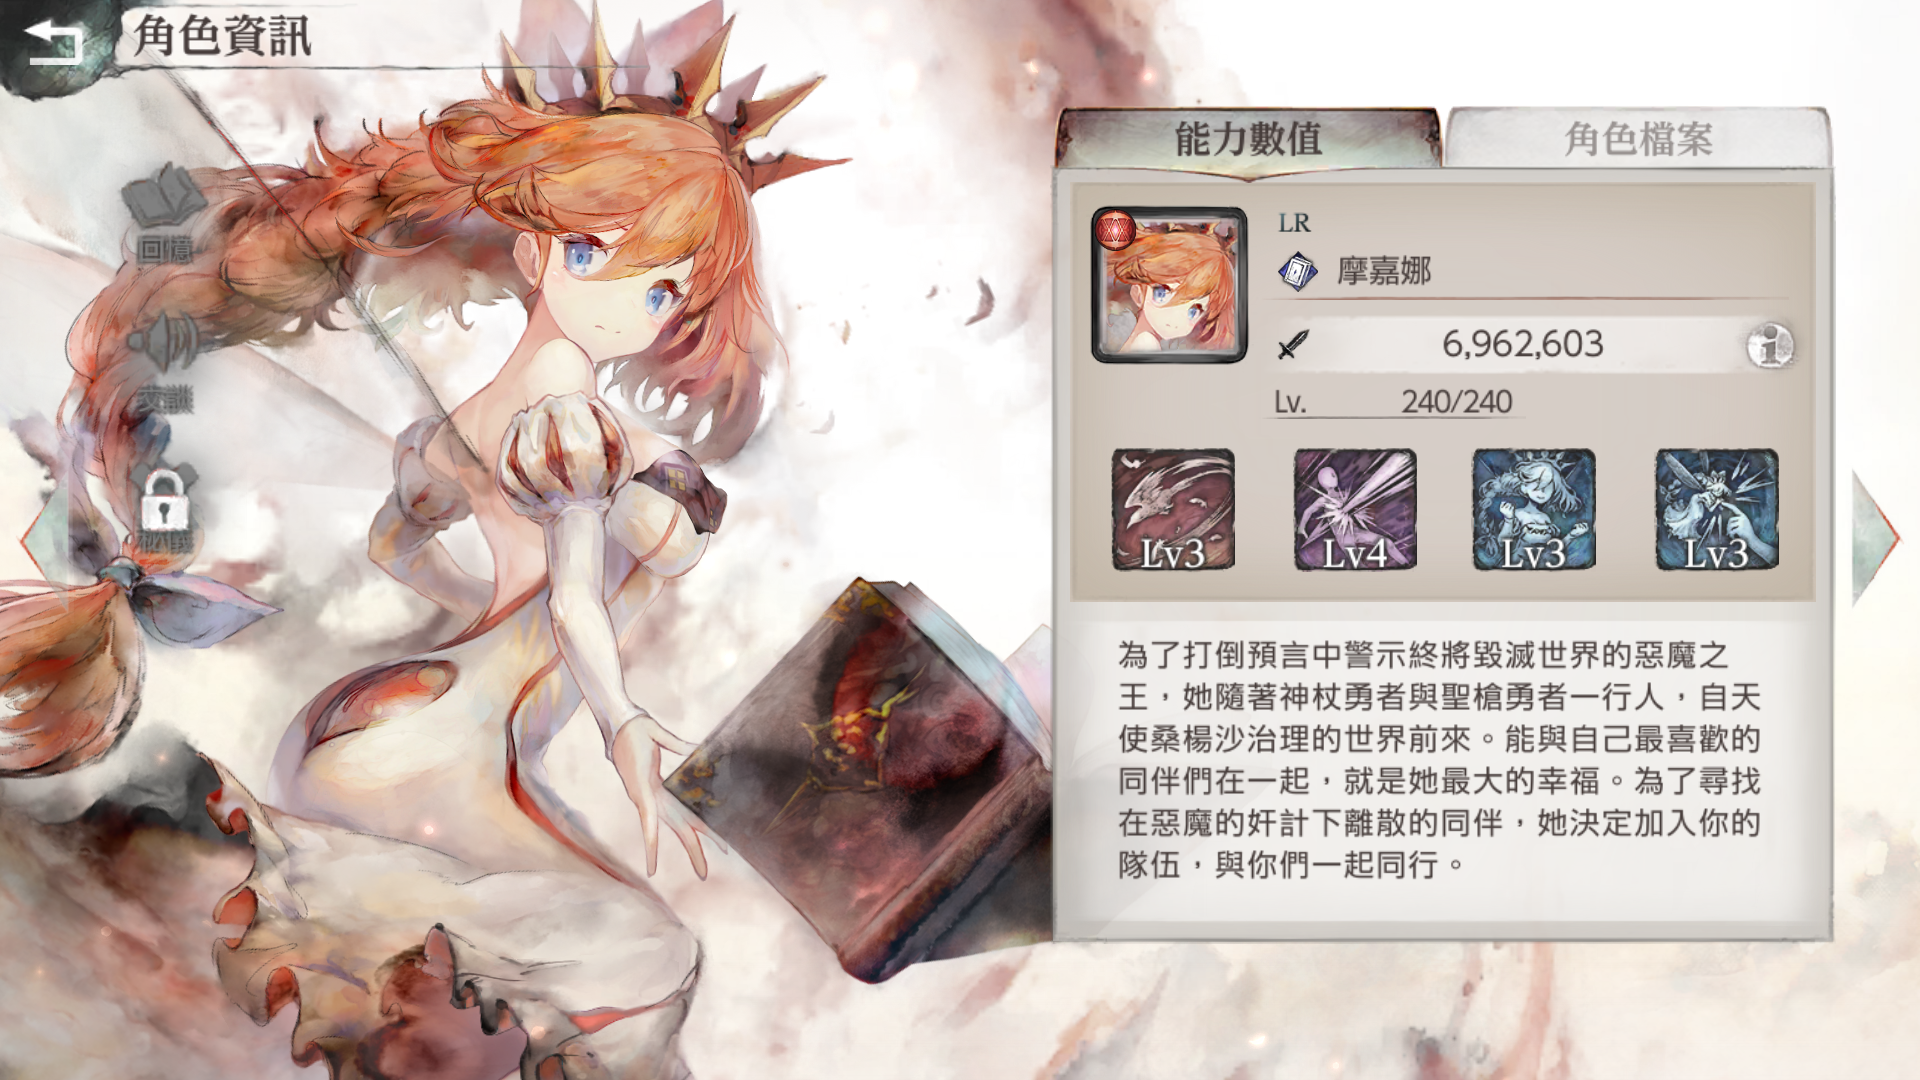 角色資訊
回憶
交談
能力數值
角色檔案
LR
摩嘉娜
6,962,603
Lv. 240/240
Lv3
Lv4
Lv3
Lv3
為了打倒預言中警示終將毀滅世界的惡魔之
王，她隨著神杖勇者與聖槍勇者一行人，自天
使桑楊沙治理的世界前來。能與自己最喜歡的
同伴們在一起，就是她最大的幸福。為了尋找
在惡魔的奸計下離散的同伴，她決定加入你的
隊伍，與你們一起同行。